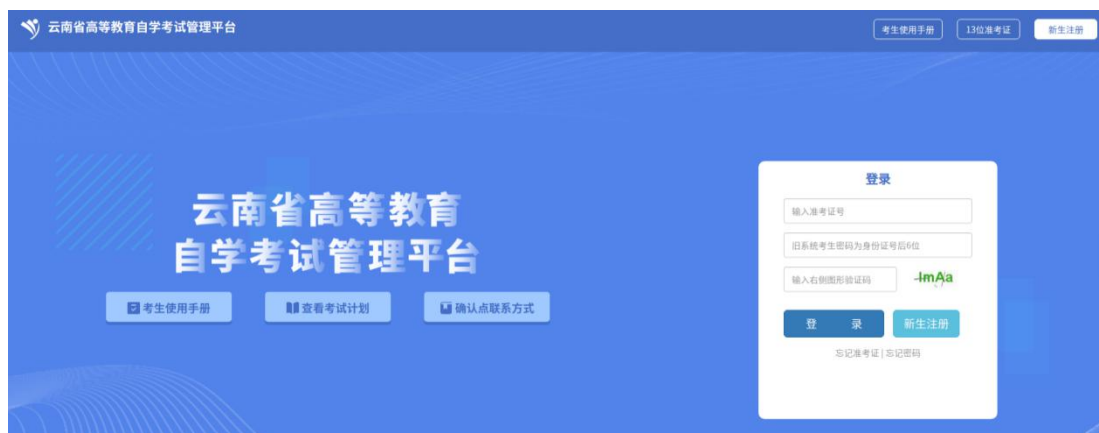 云南省高等教育自学考试管理平台
考生使用手册
13位准考证
新生注册
云南省高等教育
自学考试管理平台
考生使用手册
查看考试计划
确认点联系方式
登录
输入准考证号
旧系统考生密码为身份证号后6位
输入右侧图形验证码
ImAa
登 录
新生注册
忘记准考证|忘记密码